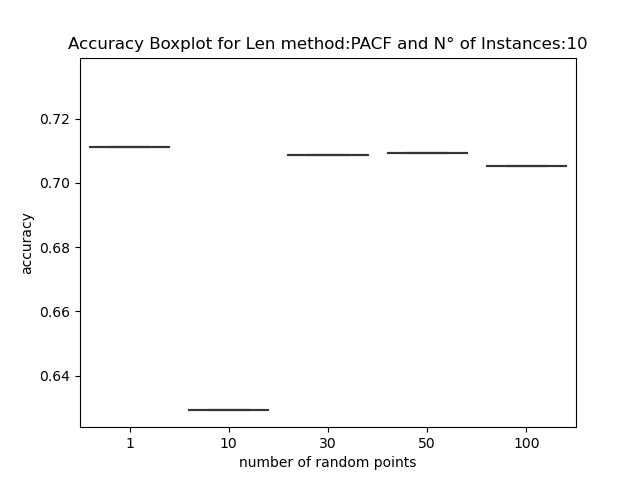 Accuracy Boxplot for Len method:PACF and N° of Instances:10
0.72
0.70
0.68
0.66
0.64
accuracy
1 10 30 50 100
number of random points